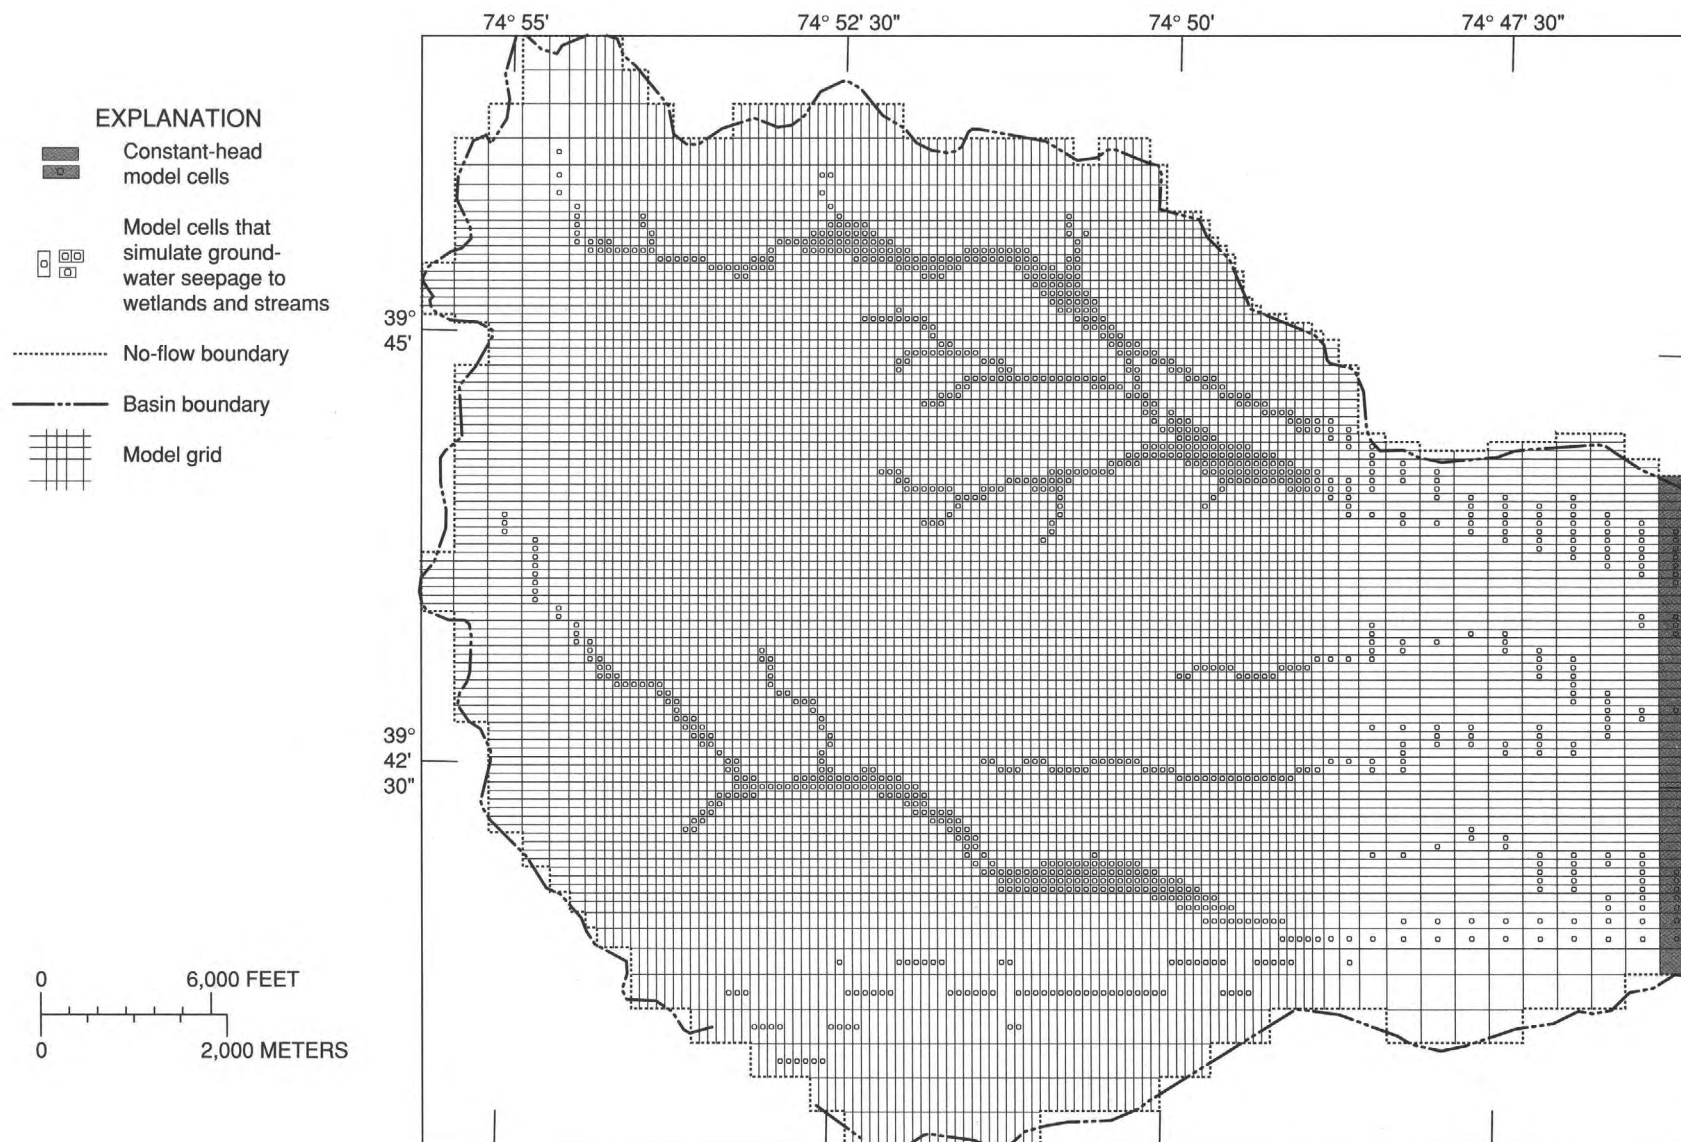 74° 55'
74° 52' 30"
74° 50'
74° 47' 30"
EXPLANATION
Constant-head
model cells
Model cells that
simulate ground-
water seepage to
wetlands and streams
No-flow boundary
Basin boundary
Model grid
39°
45'
39°
42'
30"
0
6,000 FEET
0
2,000 METERS